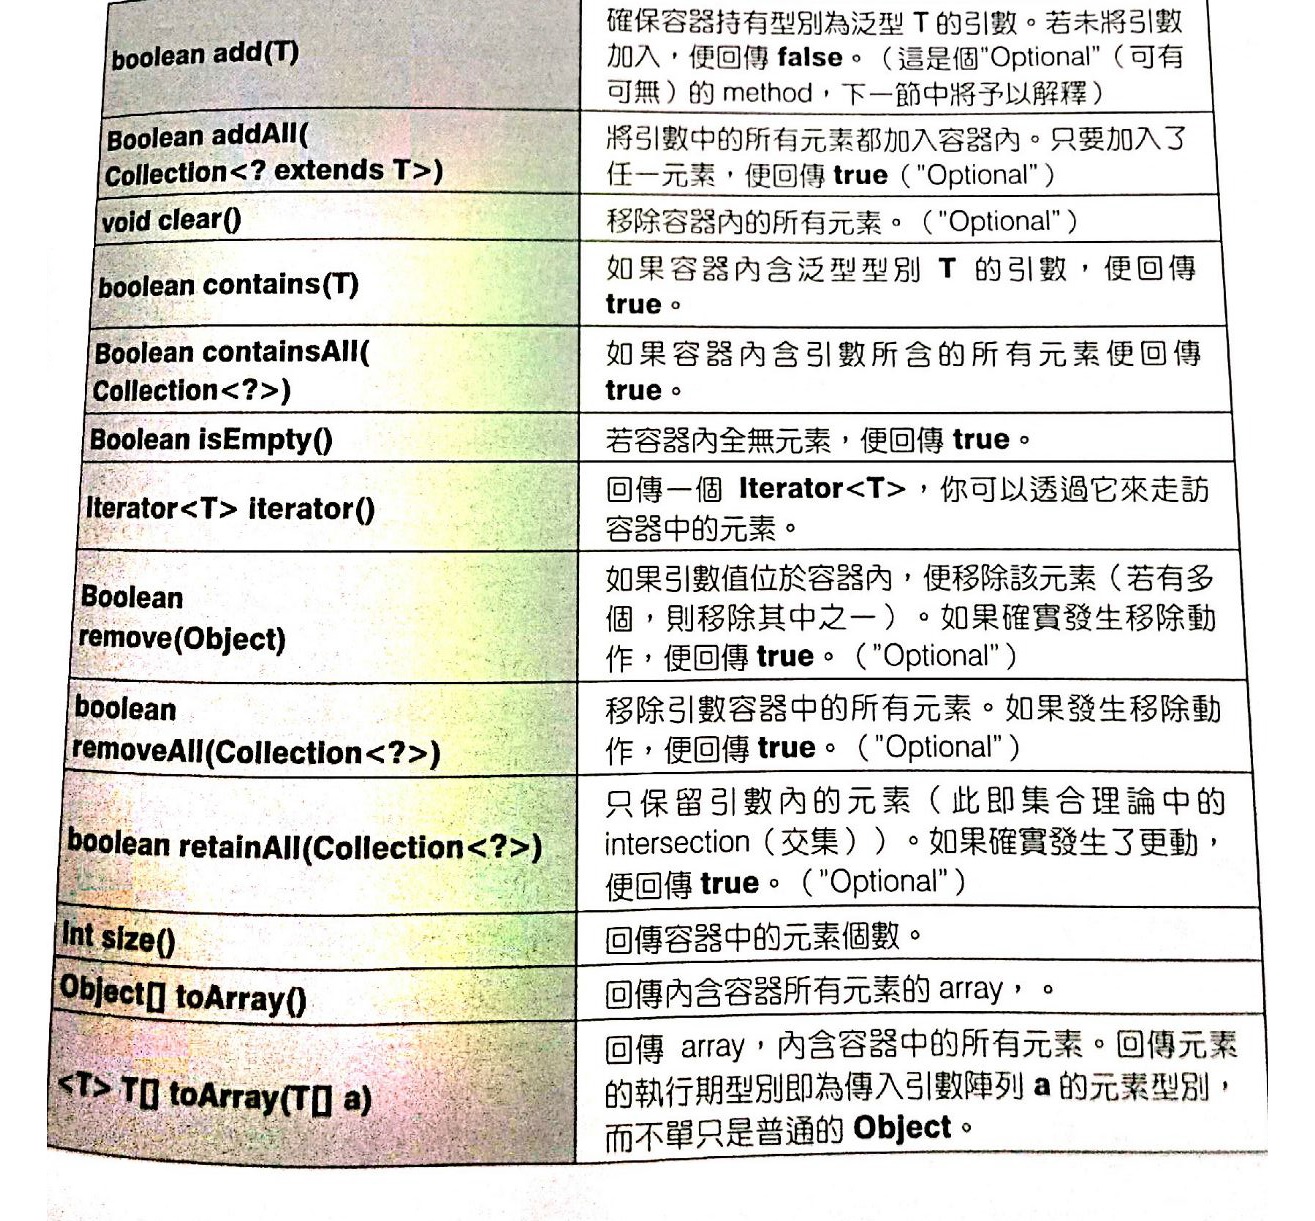 boolean add(T)
確保容器持有型別為泛型 T 的引數。若未將引數
加入，便回傳 false。（這是個"Optional"（可有
可無）的 method，下一節中將予以解釋）
Boolean addAll(
Collection<? extends T>)
將引數中的所有元素都加入容器內。只要加入了
任一元素，便回傳 true（"Optional"）
void clear()
移除容器內的所有元素。（"Optional"）
boolean contains(T)
如果容器內含泛型型別 T 的引數，便回傳
true。
Boolean containsAll(
Collection<?>)
如果容器內含引數所含的所有元素便回傳
true。
Boolean isEmpty()
若容器內全無元素，便回傳 true。
Iterator<T> iterator()
回傳一個 Iterator<T>，你可以透過它來走訪
容器中的元素。
Boolean
remove(Object)
如果引數值位於容器內，便移除該元素（若有多
個，則移除其中之一）。如果確實發生移除動
作，便回傳 true。（"Optional"）
boolean
removeAll(Collection<?>)
移除引數容器中的所有元素。如果發生移除動
作，便回傳 true。（"Optional"）
boolean retainAll(Collection<?>)
只保留引數內的元素（此即集合理論中的
intersection（交集））。如果確實發生了更動，
便回傳 true。（"Optional"）
Int size()
回傳容器中的元素個數。
Object[] toArray()
回傳內含容器所有元素的 array，。
<T> T[] toArray(T[] a)
回傳 array，內含容器中的所有元素。回傳元素
的執行期型別即為傳入引數陣列 a 的元素型別，
而不單只是普通的 Object。